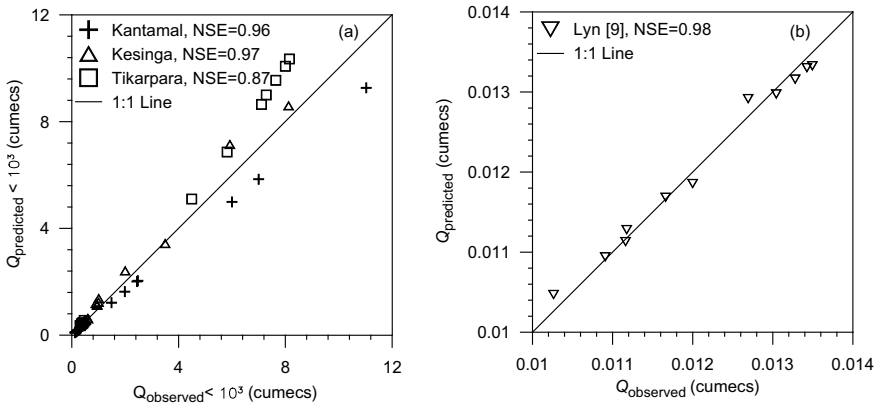 (a)
Kantamal, NSE=0.96
Kesinga, NSE=0.97
Tikarpara, NSE=0.87
1:1 Line
12
8
4
0
0
4
8
12
Qpredicted < 10³ (cumecs)
Qobserved< 10³ (cumecs)
(b)
Lyn [9], NSE=0.98
1:1 Line
0.014
0.013
0.012
0.011
0.01
0.01
0.011
0.012
0.013
0.014
Qpredicted (cumecs)
Qobserved (cumecs)